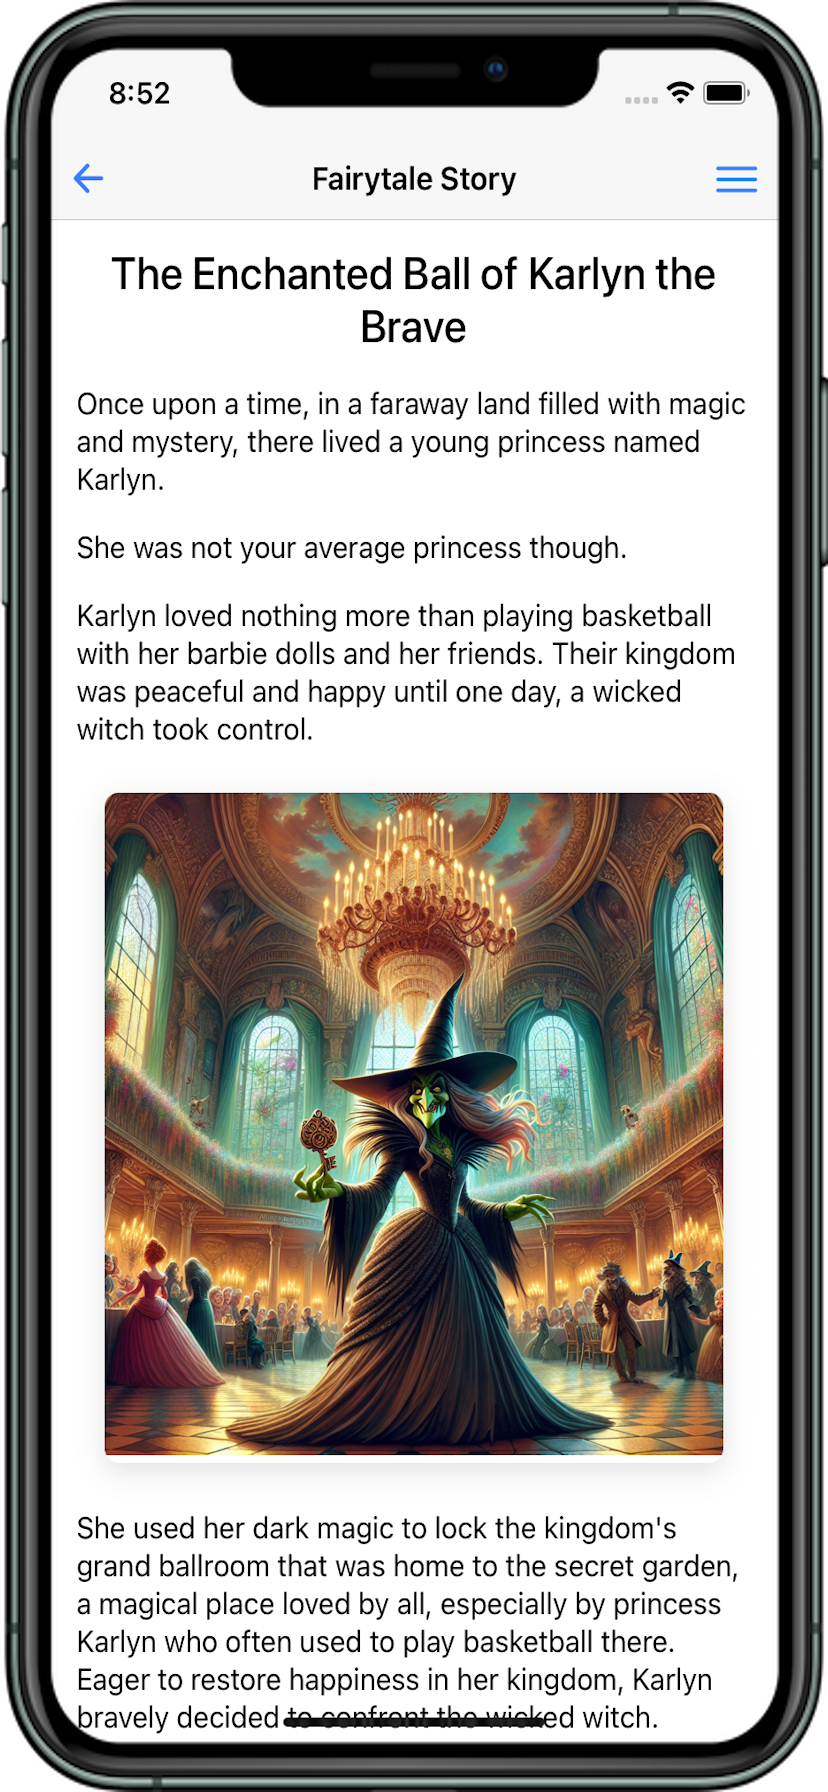 8:52
Fairytale Story
The Enchanted Ball of Karlyn the
Brave
Once upon a time, in a faraway land filled with magic
and mystery, there lived a young princess named
Karlyn.
She was not your average princess though.
Karlyn loved nothing more than playing basketball
with her barbie dolls and her friends. Their kingdom
was peaceful and happy until one day, a wicked
witch took control.
She used her dark magic to lock the kingdom's
grand ballroom that was home to the secret garden,
a magical place loved by all, especially by princess
Karlyn who often used to play basketball there.
Eager to restore happiness in her kingdom, Karlyn
bravely decided to confront the wicked witch.